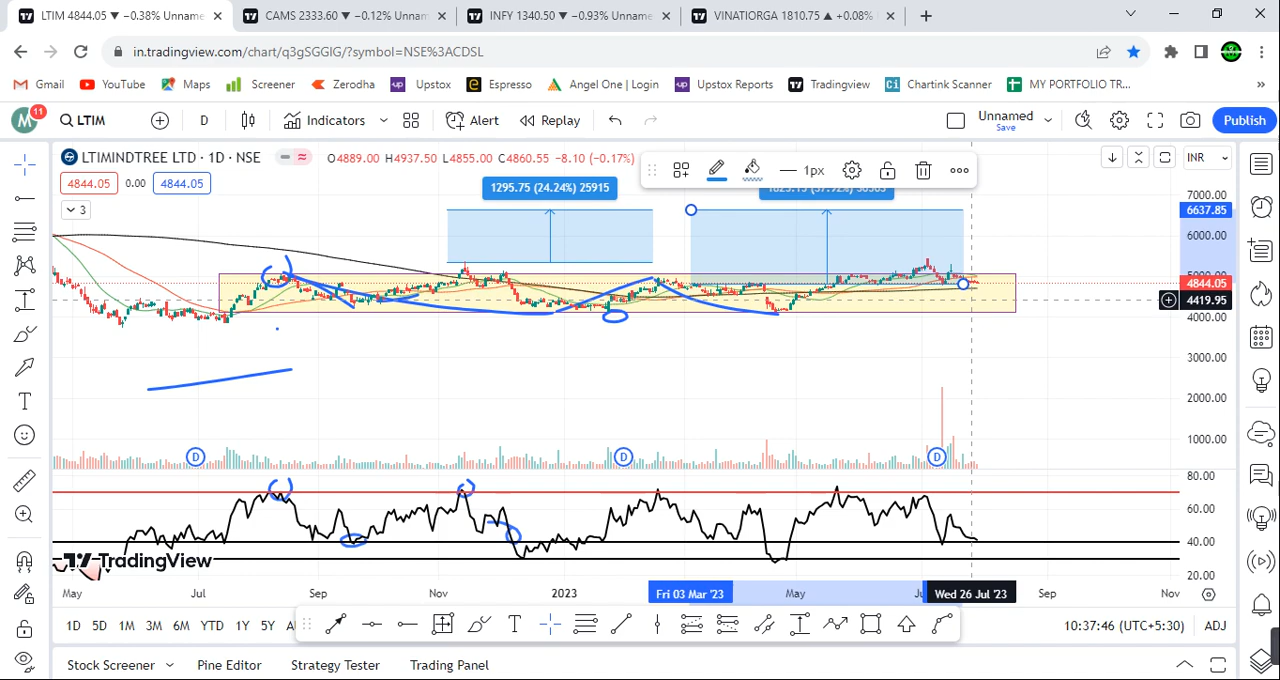 LTIM 4844.05 ▼ −0.38% Unname
CAMS 2333.60 ▼ −0.12% Unnam
INFY 1340.50 ▼ −0.93% Unname
VINATIORGA 1810.75 ▲ +0.08%
in.tradingview.com/chart/q3gSGGIG/?symbol=NSE%3ACDSL
Gmail YouTube Maps Screener Zerodha Upstox Espresso Angel One | Login Upstox Reports Tradingview Chartink Scanner MY PORTFOLIO TR... »
M 11 LTIM D Indicators Alert Replay Unnamed Save Publish
LTIMINDTREE LTD · 1D · NSE O4889.00 H4937.50 L4855.00 C4860.55 −8.10 (−0.17%) 1px INR
4844.05 0.00 4844.05
3
1295.75 (24.24%) 25915
7000.00
6637.85
6000.00
4844.05
4419.95
4000.00
3000.00
2000.00
1000.00
D D D
80.00
60.00
40.00
20.00
TradingView
May Jul Sep Nov 2023 Fri 03 Mar '23 May Wed 26 Jul '23 Sep Nov
1D 5D 1M 3M 6M YTD 1Y 5Y 10:37:46 (UTC+5:30) ADJ
Stock Screener Pine Editor Strategy Tester Trading Panel